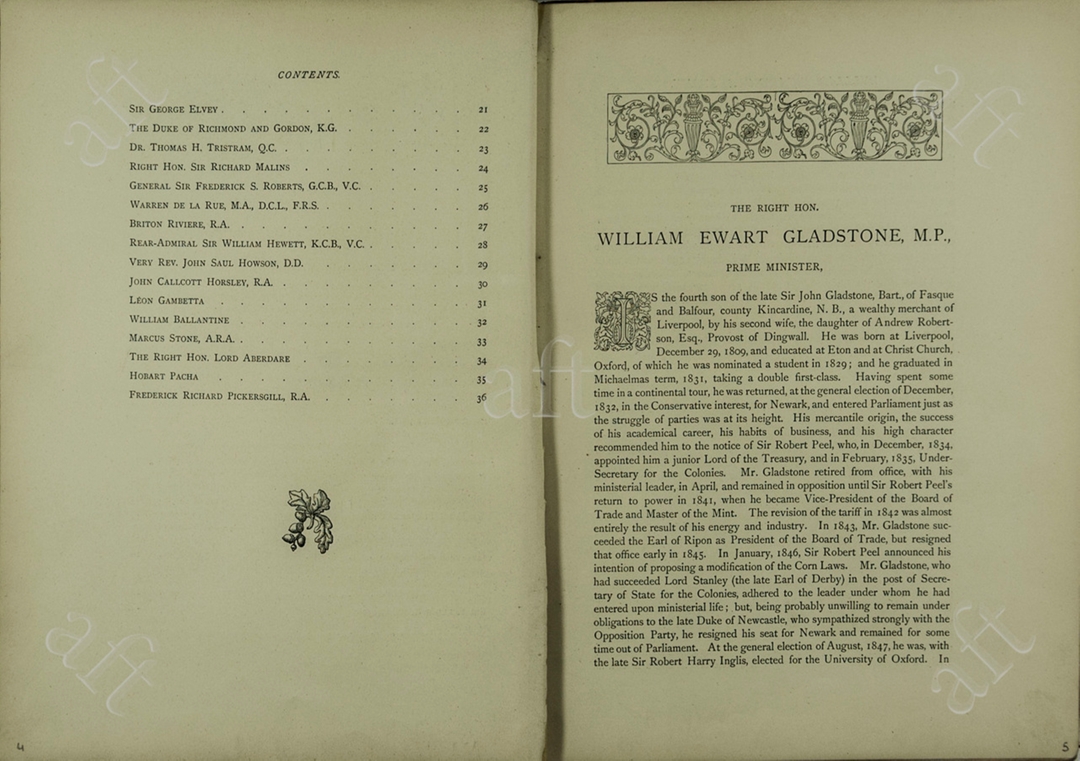 CONTENTS.
SIR GEORGE ELVEY . . . . . . . . . . . . 21
THE DUKE OF RICHMOND AND GORDON, K.G. . . . . . . 22
DR. THOMAS H. TRISTRAM, Q.C. . . . . . . . . . 23
RIGHT HON. SIR RICHARD MALINS . . . . . . . . 24
GENERAL SIR FREDERICK S. ROBERTS, G.C.B., V.C. . . . . . 25
WARREN DE LA RUE, M.A., D.C.L., F.R.S. . . . . . . . 26
BRITON RIVIERE, R.A. . . . . . . . . . . . 27
REAR-ADMIRAL SIR WILLIAM HEWETT, K.C.B., V.C. . . . . . 28
VERY REV. JOHN SAUL HOWSON, D.D. . . . . . . . 29
JOHN CALLCOTT HORSLEY, R.A. . . . . . . . . . 30
LÉON GAMBETTA . . . . . . . . . . . . 31
WILLIAM BALLANTINE . . . . . . . . . . . 32
MARCUS STONE, A.R.A. . . . . . . . . . . . 33
THE RIGHT HON. LORD ABERDARE . . . . . . . . 34
HOBART PACHA . . . . . . . . . . . . 35
FREDERICK RICHARD PICKERSGILL, R.A. . . . . . . . 36
4
THE RIGHT HON.
WILLIAM EWART GLADSTONE, M.P.,
PRIME MINISTER,
IS the fourth son of the late Sir John Gladstone, Bart., of Fasque
and Balfour, county Kincardine, N. B., a wealthy merchant of
Liverpool, by his second wife, the daughter of Andrew Robert-
son, Esq., Provost of Dingwall. He was born at Liverpool,
December 29, 1809, and educated at Eton and at Christ Church,
Oxford, of which he was nominated a student in 1829; and he graduated in
Michaelmas term, 1831, taking a double first-class. Having spent some
time in a continental tour, he was returned, at the general election of December,
1832, in the Conservative interest, for Newark, and entered Parliament just as
the struggle of parties was at its height. His mercantile origin, the success
of his academical career, his habits of business, and his high character
recommended him to the notice of Sir Robert Peel, who, in December, 1834,
appointed him a junior Lord of the Treasury, and in February, 1835, Under-
Secretary for the Colonies. Mr. Gladstone retired from office, with his
ministerial leader, in April, and remained in opposition until Sir Robert Peel's
return to power in 1841, when he became Vice-President of the Board of
Trade and Master of the Mint. The revision of the tariff in 1842 was almost
entirely the result of his energy and industry. In 1843, Mr. Gladstone suc-
ceeded the Earl of Ripon as President of the Board of Trade, but resigned
that office early in 1845. In January, 1846, Sir Robert Peel announced his
intention of proposing a modification of the Corn Laws. Mr. Gladstone, who
had succeeded Lord Stanley (the late Earl of Derby) in the post of Secre-
tary of State for the Colonies, adhered to the leader under whom he had
entered upon ministerial life; but, being probably unwilling to remain under
obligations to the late Duke of Newcastle, who sympathized strongly with the
Opposition Party, he resigned his seat for Newark and remained for some
time out of Parliament. At the general election of August, 1847, he was, with
the late Sir Robert Harry Inglis, elected for the University of Oxford. In
5
aft
aft
aft
aft
aft